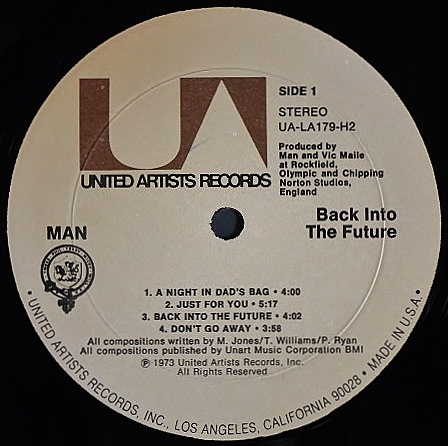 SIDE 1
STEREO
UA-LA179-H2
Produced by
Man and Vic Maile
at Rockfield,
Olympic and Chipping
Norton Studios,
England
UA
UNITED ARTISTS RECORDS
Back Into
The Future
MAN
1. A NIGHT IN DAD'S BAG • 4:00
2. JUST FOR YOU • 5:17
3. BACK INTO THE FUTURE • 4:02
4. DON'T GO AWAY • 3:58
All compositions written by M. Jones/T. Williams/P. Ryan
All compositions published by Unart Music Corporation BMI
℗ 1973 United Artists Records, Inc.
All Rights Reserved
• UNITED ARTISTS RECORDS, INC., LOS ANGELES, CALIFORNIA 90028 • MADE IN U.S.A. •